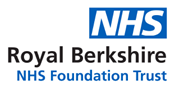 NHS
Royal Berkshire
NHS Foundation Trust